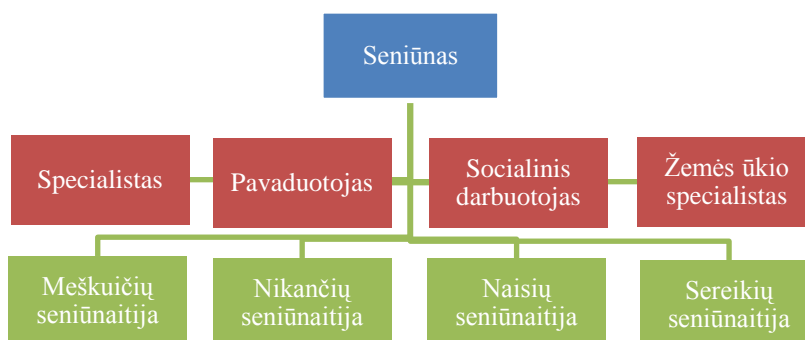 Seniūnas
Specialistas
Pavaduotojas
Socialinis
darbuotojas
Žemės ūkio
specialistas
Meškuičių
seniūnaitija
Nikančių
seniūnaitija
Naisių
seniūnaitija
Sereikių
seniūnaitija